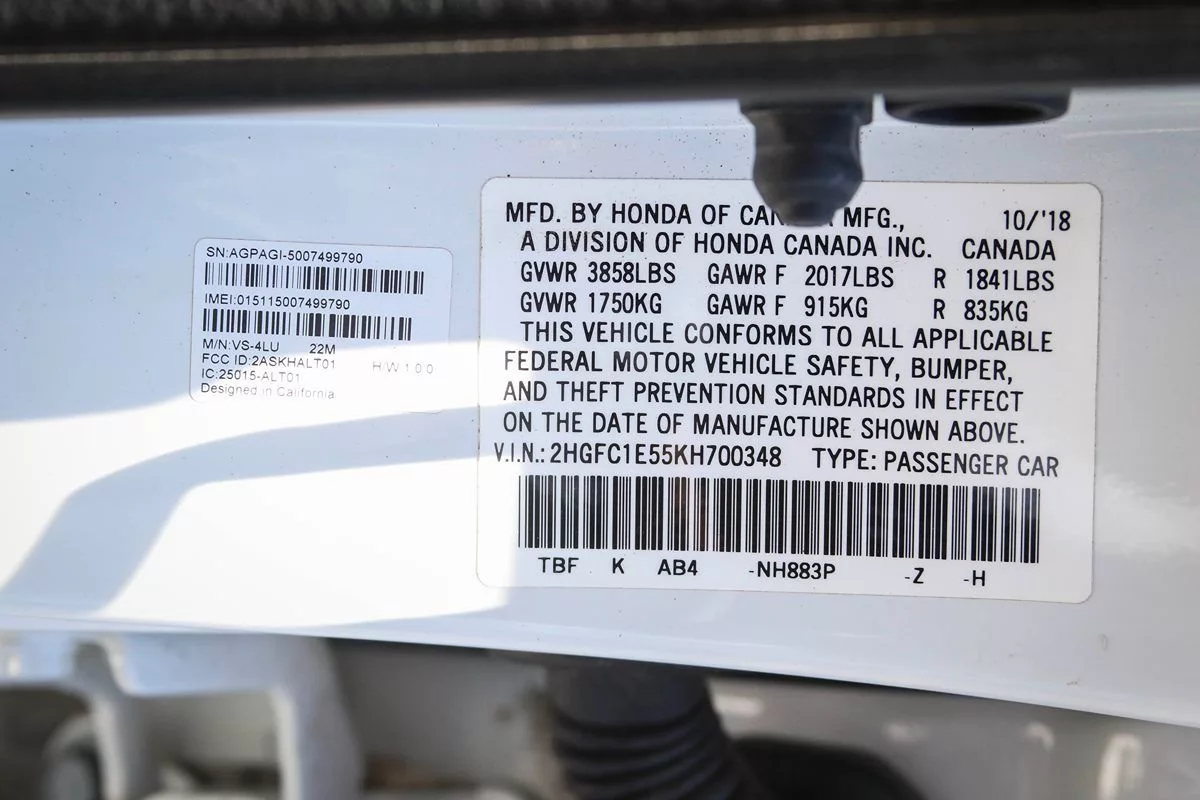 SN:AGPAGI-5007499790
IMEI:015115007499790
M/N:VS-4LU 22M
FCC ID:2ASKHALT01 H/W 1.0.0
IC:25015-ALT01
Designed in California
MFD. BY HONDA OF MFG., 10/'18
A DIVISION OF HONDA CANADA INC. CANADA
GVWR 3858LBS GAWR F 2017LBS R 1841LBS
GVWR 1750KG GAWR F 915KG R 835KG
THIS VEHICLE CONFORMS TO ALL APPLICABLE
FEDERAL MOTOR VEHICLE SAFETY, BUMPER,
AND THEFT PREVENTION STANDARDS IN EFFECT
ON THE DATE OF MANUFACTURE SHOWN ABOVE.
V.I.N.: 2HGFC1E55KH700348 TYPE: PASSENGER CAR
TBF K AB4 -NH883P -Z -H